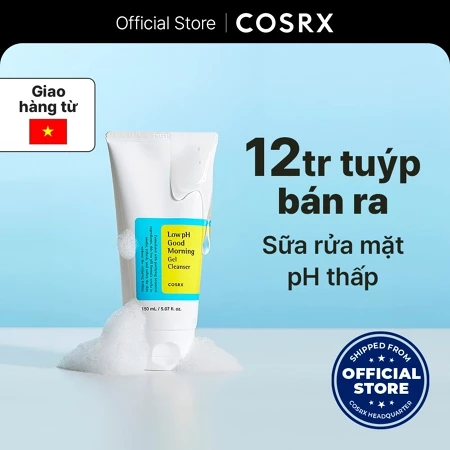 Official Store | COSRX
Giao
hàng từ
12tr tuýp
bán ra
Sữa rửa mặt
pH thấp
Low pH
Good
Morning
Gel
Cleanser
COSRX
150 mL / 5.07 fl. oz.
SHIPPED FROM
OFFICIAL
STORE
COSRX HEADQUARTER